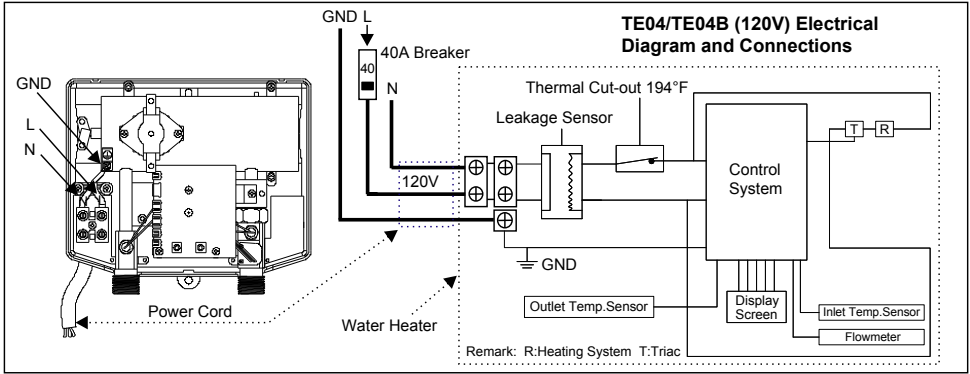 TE04/TE04B (120V) Electrical
Diagram and Connections
GND L
40A Breaker
40
N
GND
L
N
Thermal Cut-out 194°F
Leakage Sensor
T
R
120V
Control
System
GND
Power Cord
Water Heater
Outlet Temp.Sensor
Display
Screen
Inlet Temp.Sensor
Flowmeter
Remark: R:Heating System T:Triac